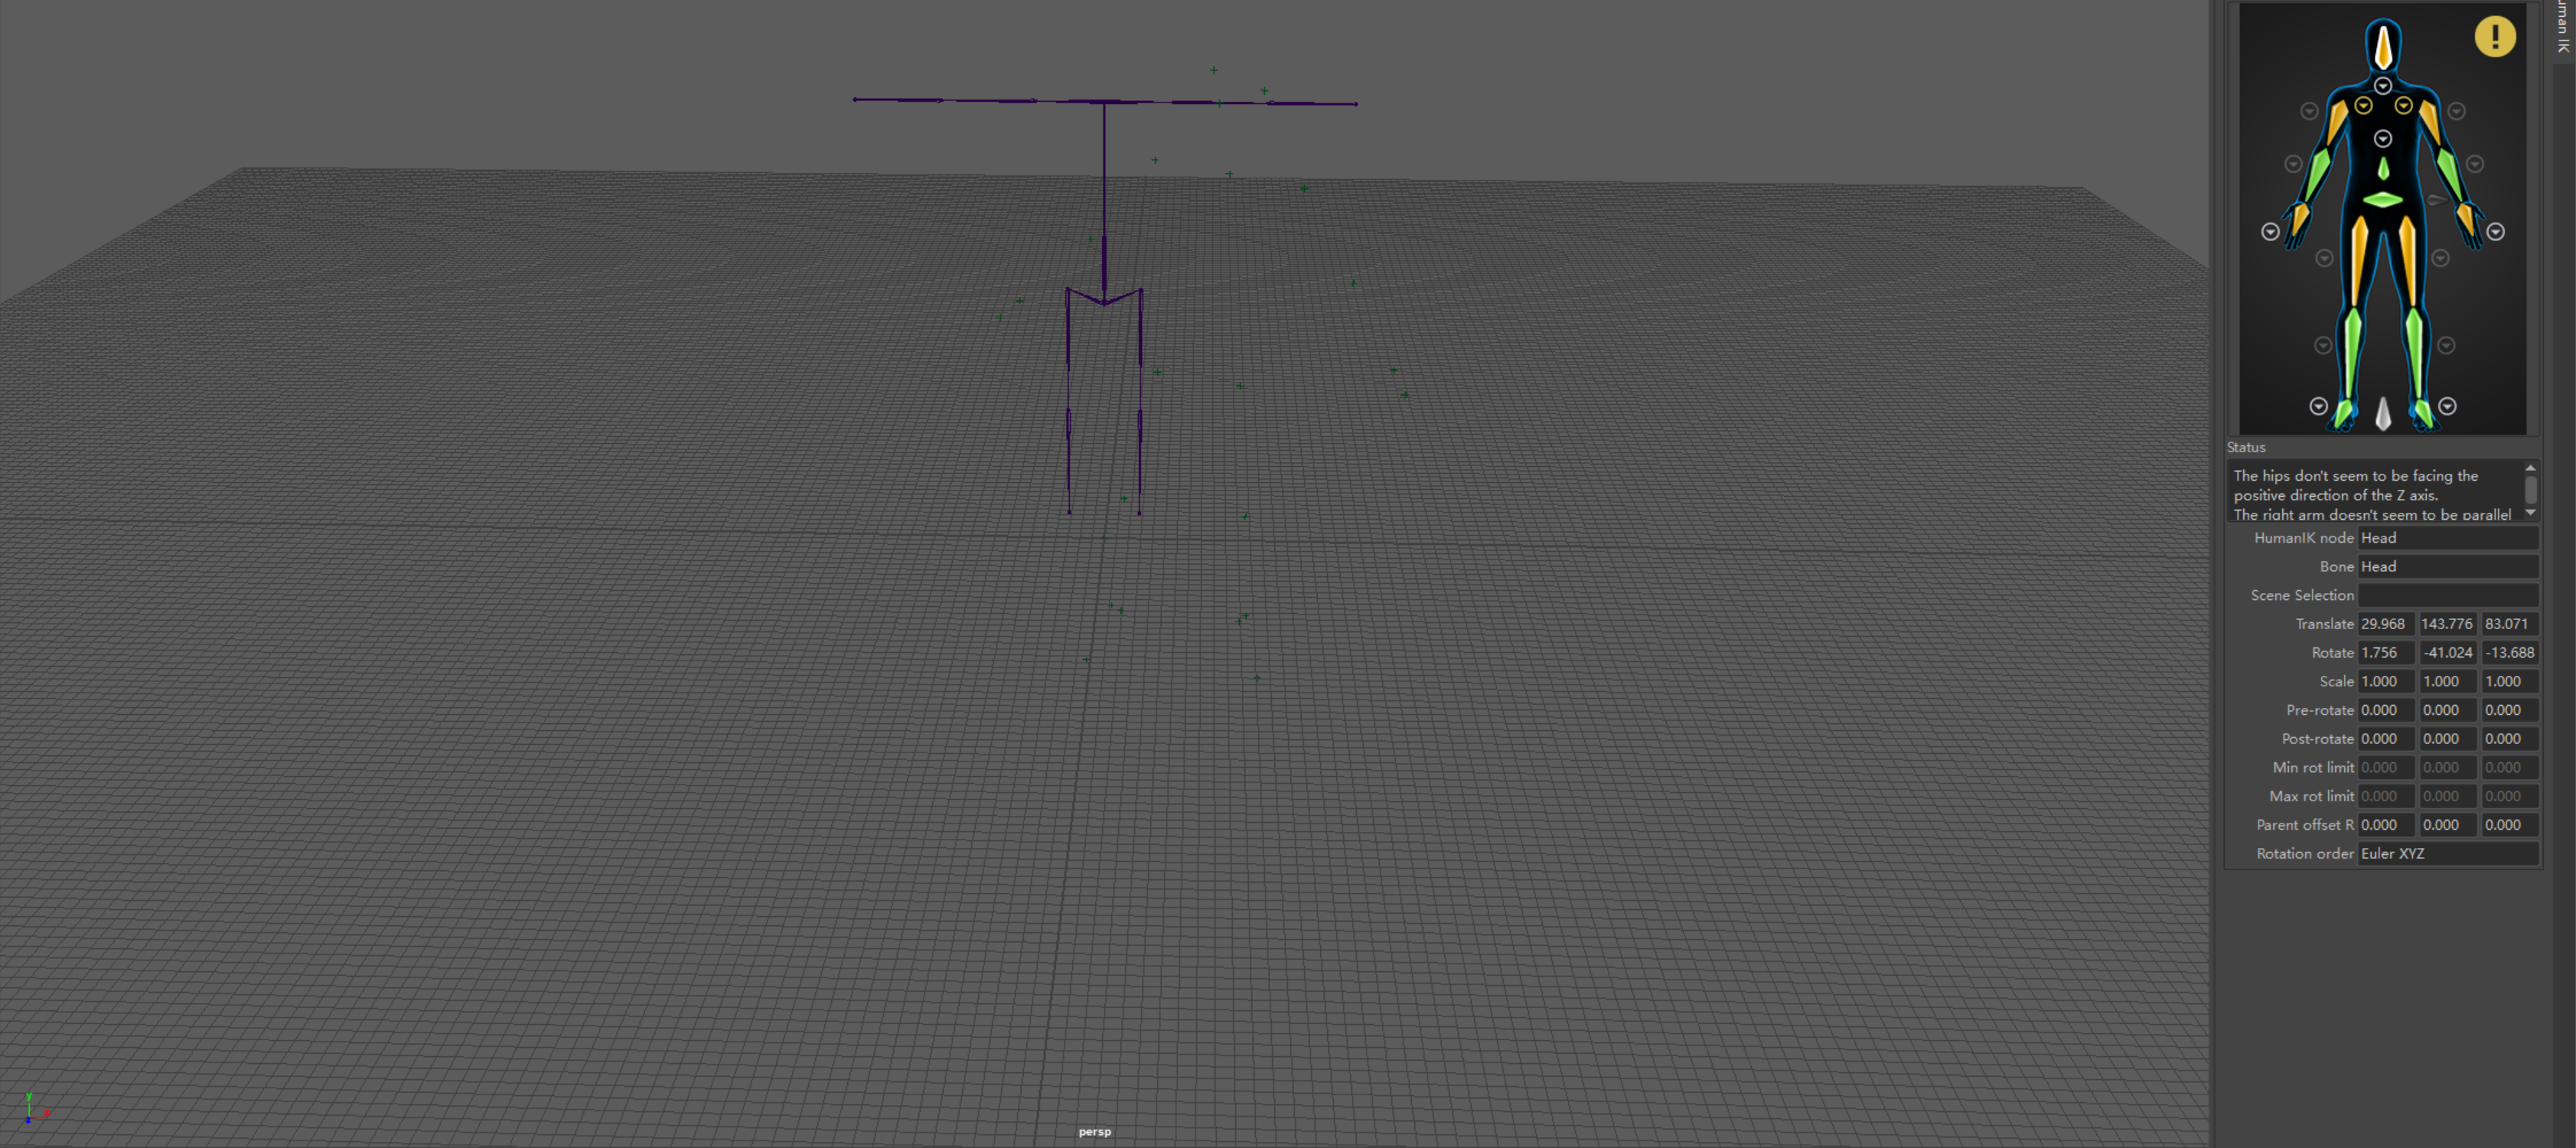 uman IK
Status
The hips don't seem to be facing the
positive direction of the Z axis.
The right arm doesn't seem to be parallel
HumanIK node Head
Bone Head
Scene Selection
Translate 29.968 143.776 83.071
Rotate 1.756 -41.024 -13.688
Scale 1.000 1.000 1.000
Pre-rotate 0.000 0.000 0.000
Post-rotate 0.000 0.000 0.000
Min rot limit 0.000 0.000 0.000
Max rot limit 0.000 0.000 0.000
Parent offset R 0.000 0.000 0.000
Rotation order Euler XYZ
y
persp